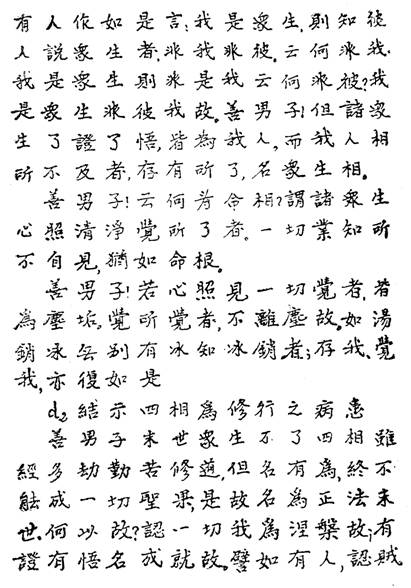 有人作如是言：我是衆生，則知彼
人說衆生者，非我非彼。云何非我，
我是衆生則非是我云何非彼？我
是衆生非彼我故。善男子！但諸衆
生了證了悟，皆為我人，而我人相
所不及者，存有所了，名衆生相。
善男子！云何為命相？謂諸衆生
心照清淨覺所了者。一切業知所
不自見，猶如命根。
善男子！若心照見一切覺者，皆
為塵垢。覺所覺者，不離塵故。如湯
銷冰无別有冰知冰銷者；存我、覺
我，亦復如是
d₂結示四相為修行之病患
善男子末世衆生不了四相雖
經多劫勤苦修道，但名有為，終不
能成一切聖果，是故名為正法末
世。何以故？認一切我為涅槃故；有
證有悟名成就故。譬如有人，認賊